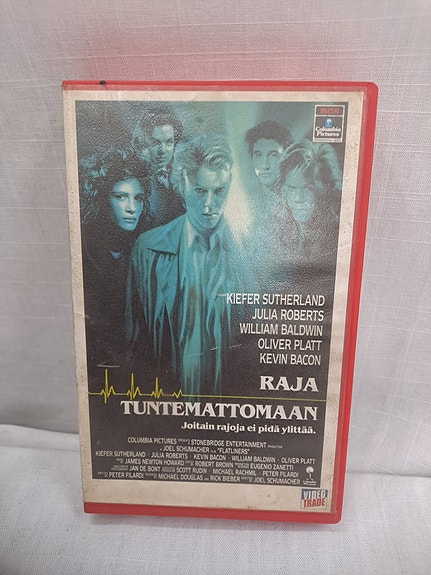 Columbia Pictures
KIEFER SUTHERLAND
JULIA ROBERTS
WILLIAM BALDWIN
OLIVER PLATT
KEVIN BACON
RAJA
TUNTEMATTOMAAN
Joitain rajoja ei pidä ylittää.
COLUMBIA PICTURES STONEBRIDGE ENTERTAINMENT
JOEL SCHUMACHER "FLATLINERS"
KIEFER SUTHERLAND · JULIA ROBERTS · KEVIN BACON · WILLIAM BALDWIN · OLIVER PLATT
JAMES NEWTON HOWARD ROBERT BROWN EUGENIO ZANETTI
JAN DE BONT SCOTT RUDIN MICHAEL RACHMIL PETER FILARDI
PETER FILARDI MICHAEL DOUGLAS AND RICK BIEBER JOEL SCHUMACHER
VIDEO
TRADE